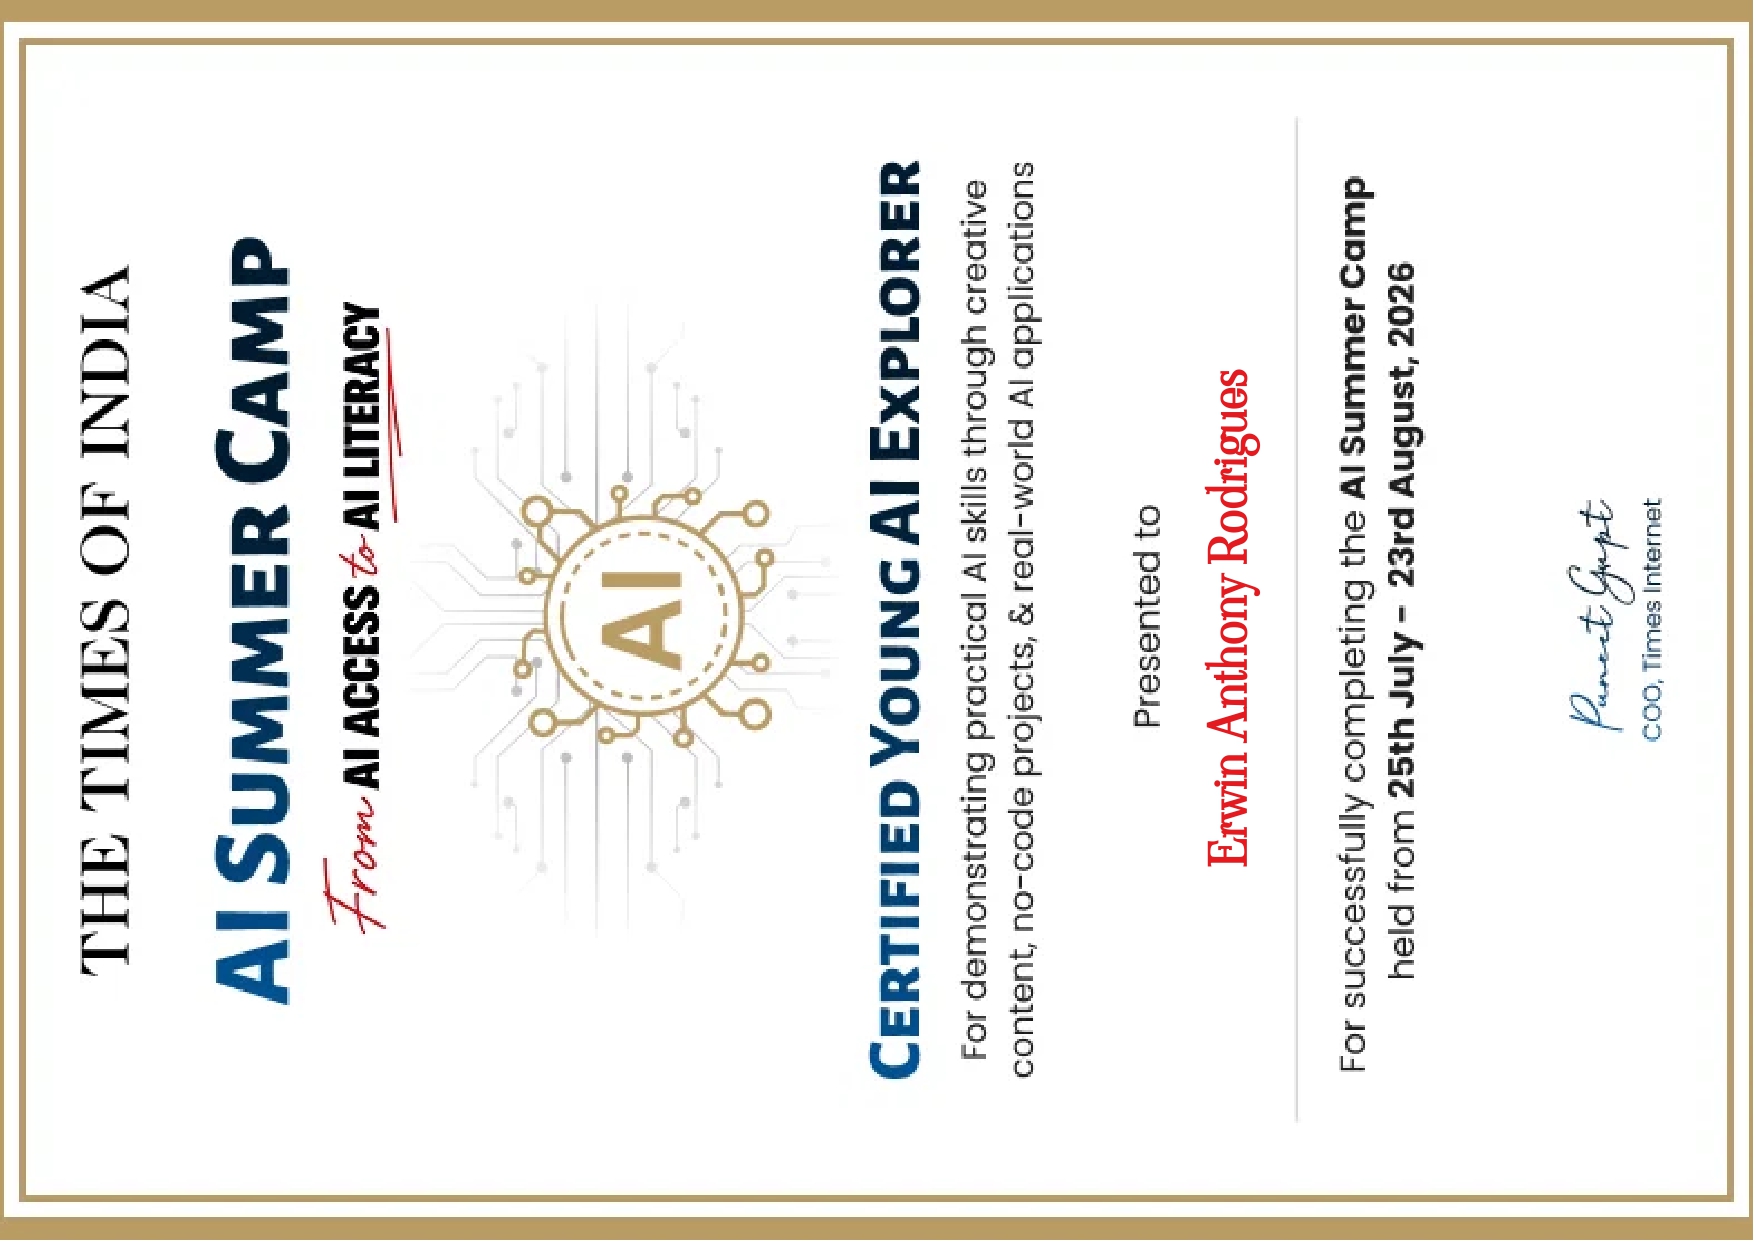 THE TIMES OF INDIA
AI SUMMER CAMP
From AI ACCESS to AI LITERACY
AI
CERTIFIED YOUNG AI EXPLORER
For demonstrating practical AI skills through creative
content, no-code projects, & real-world AI applications
Presented to
Erwin Anthony Rodrigues
For successfully completing the AI Summer Camp
held from 25th July - 23rd August, 2026
Puneet Gupt
COO, Times Internet